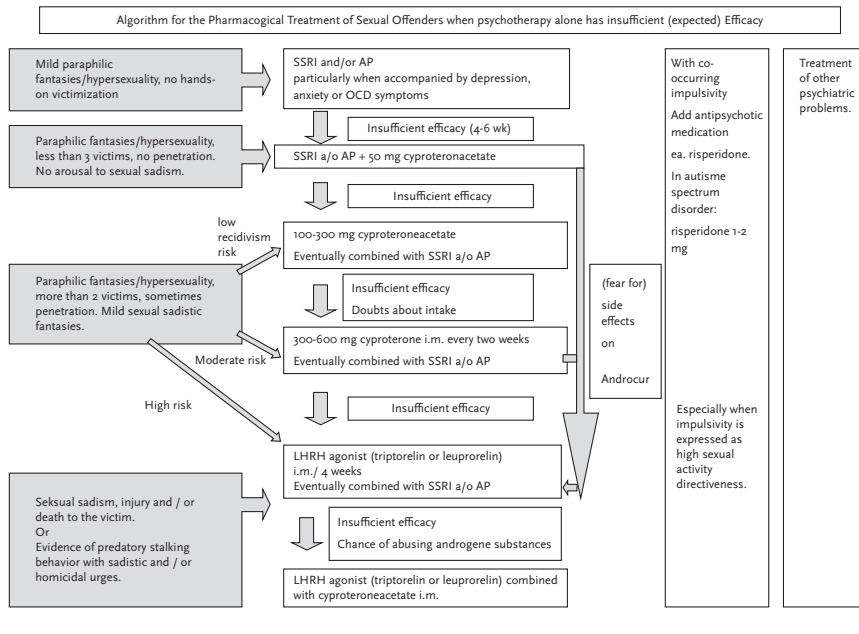 Algorithm for the Pharmacogical Treatment of Sexual Offenders when psychotherapy alone has insufficient (expected) Efficacy
Mild paraphilic
fantasies/hypersexuality, no hands-
on victimization
SSRI and/or AP
particularly when accompanied by depression,
anxiety or OCD symptoms
Insufficient efficacy (4-6 wk)
Paraphilic fantasies/hypersexuality,
less than 3 victims, no penetration.
No arousal to sexual sadism.
SSRI a/o AP + 50 mg cyproteronacetate
Insufficient efficacy
low
recidivism
risk
100-300 mg cyproteroneacetate
Eventually combined with SSRI a/o AP
Paraphilic fantasies/hypersexuality,
more than 2 victims, sometimes
penetration. Mild sexual sadistic
fantasies.
Insufficient efficacy
Doubts about intake
Moderate risk
300-600 mg cyproterone i.m. every two weeks
Eventually combined with SSRI a/o AP
High risk
Insufficient efficacy
LHRH agonist (triptorelin or leuprorelin)
i.m./ 4 weeks
Eventually combined with SSRI a/o AP
Seksual sadism, injury and / or
death to the victim.
Or
Evidence of predatory stalking
behavior with sadistic and / or
homicidal urges.
Insufficient efficacy
Chance of abusing androgene substances
LHRH agonist (triptorelin or leuprorelin) combined
with cyproteroneacetate i.m.
(fear for)
side
effects
on
Androcur
With co-
occurring
impulsivity
Add antipsychotic
medication
ea. risperidone.
In autisme
spectrum
disorder:
risperidone 1-2
mg
Especially when
impulsivity is
expressed as
high sexual
activity
directiveness.
Treatment
of other
psychiatric
problems.